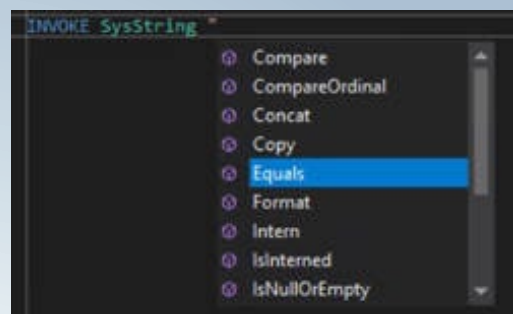 INVOKE SysString "
Compare
CompareOrdinal
Concat
Copy
Equals
Format
Intern
IsInterned
IsNullOrEmpty